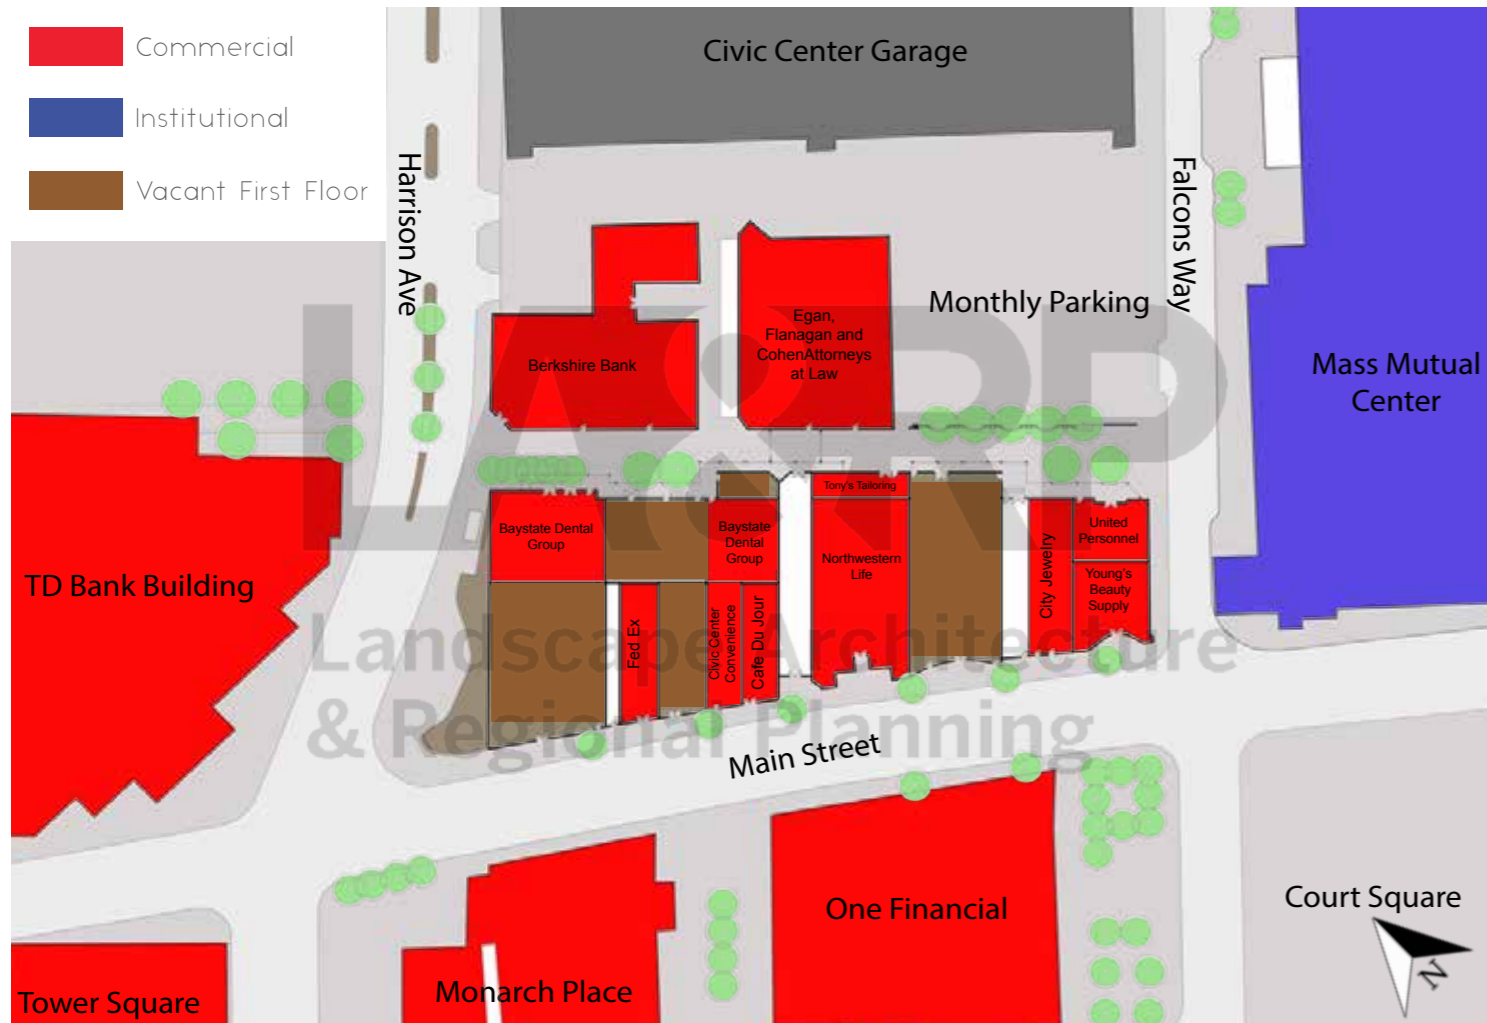 Commercial
Institutional
Vacant First Floor
Civic Center Garage
Harrison Ave
Falcons Way
Monthly Parking
Egan,
Flanagan and
CohenAttorneys
at Law
Berkshire Bank
Mass Mutual
Center
LA&RP
Landscape Architecture
& Regional Planning
Tony's Tailoring
Baystate Dental
Group
Baystate
Dental
Group
Northwestern
Life
City Jewelry
United
Personnel
Young's
Beauty
Supply
TD Bank Building
Fed Ex
Civic Center
Convenience
Cafe Du Jour
Main Street
One Financial
Court Square
Monarch Place
Tower Square
N